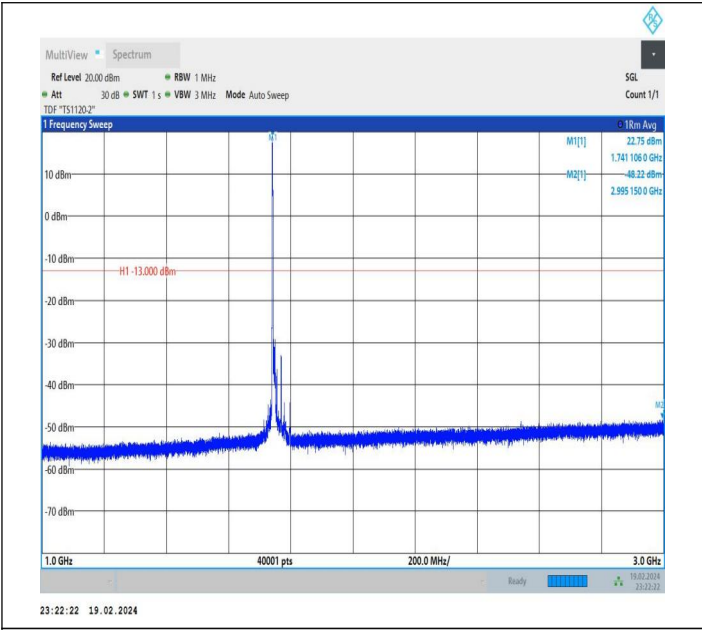 MultiView Spectrum
Ref Level 20.00 dBm RBW 1 MHz SGL
Att 30 dB SWT 1 s VBW 3 MHz Mode Auto Sweep Count 1/1
TDF "TS1120-2"
1 Frequency Sweep 1Rm Avg
M1 M1[1] 22.75 dBm
1.741 106 0 GHz
10 dBm M2[1] -48.22 dBm
2.995 150 0 GHz
0 dBm
-10 dBm
H1 -13.000 dBm
-20 dBm
-30 dBm
-40 dBm
M2
-50 dBm
-60 dBm
-70 dBm
1.0 GHz 40001 pts 200.0 MHz/ 3.0 GHz
Ready 19.02.2024
23:22:22
23:22:22 19.02.2024